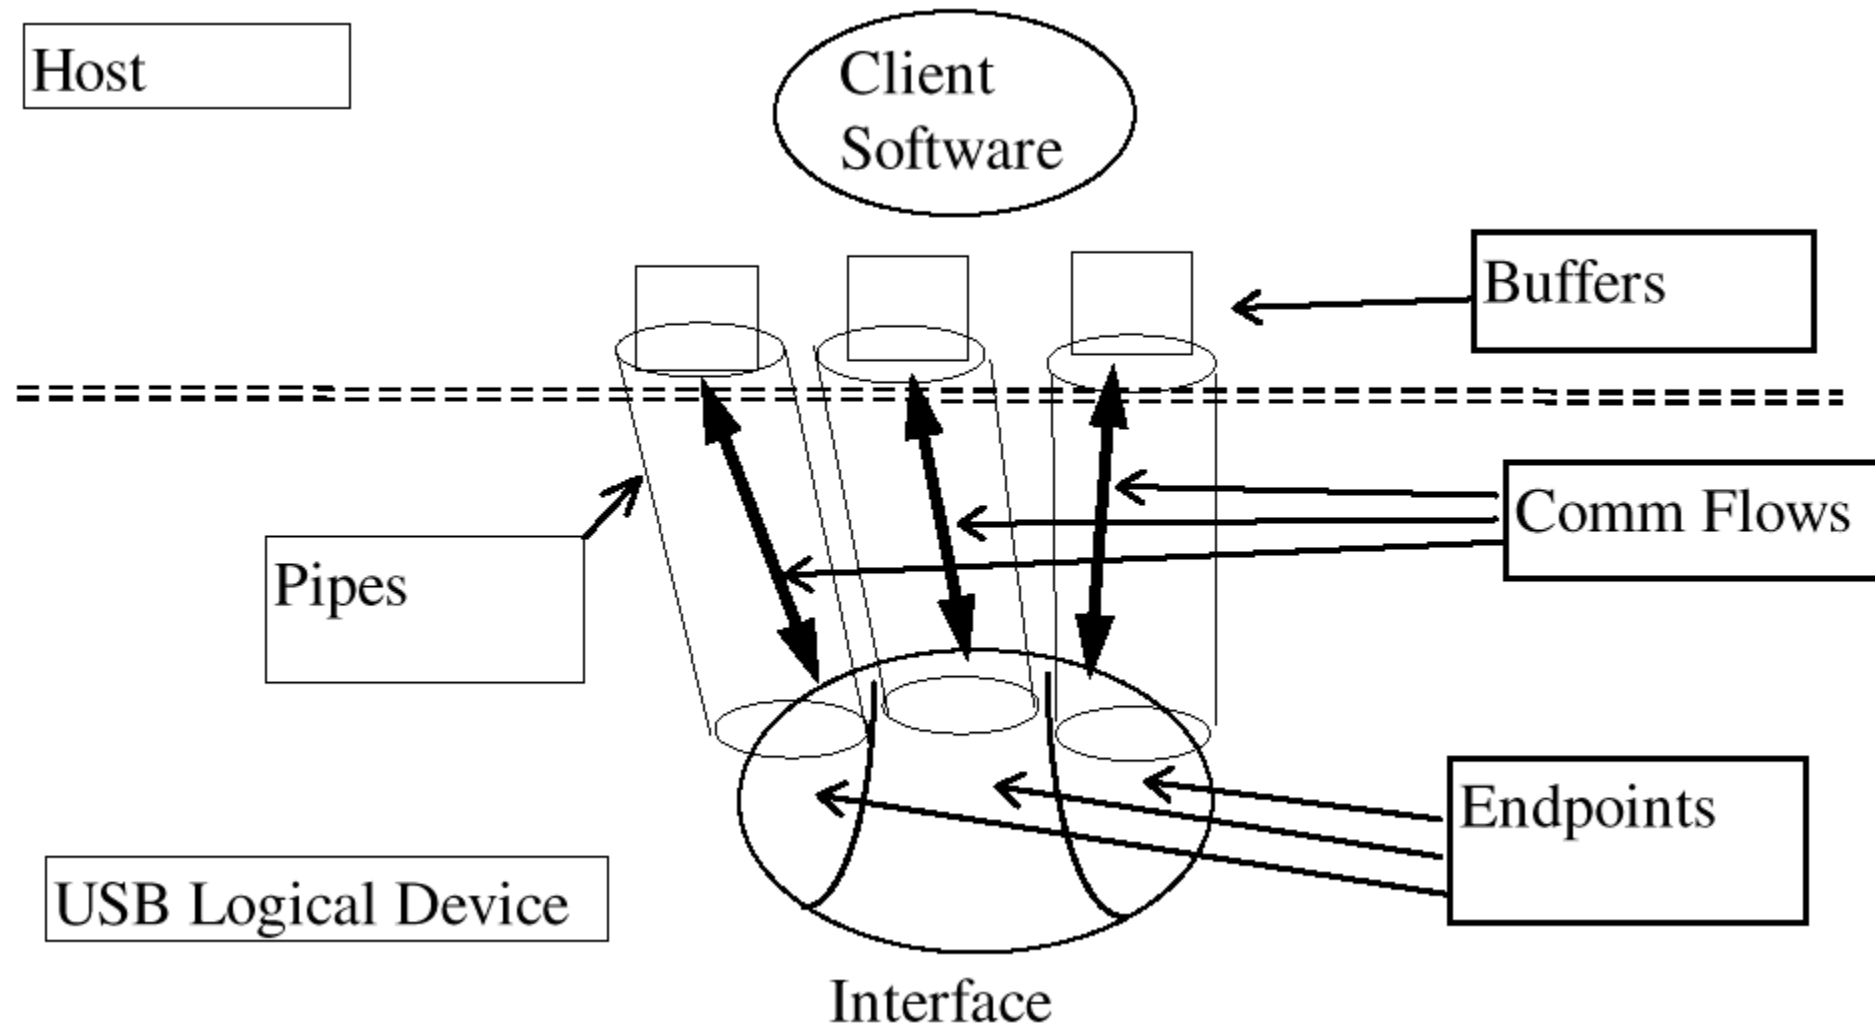 Host
Client
Software
Buffers
Comm Flows
Pipes
Endpoints
USB Logical Device
Interface